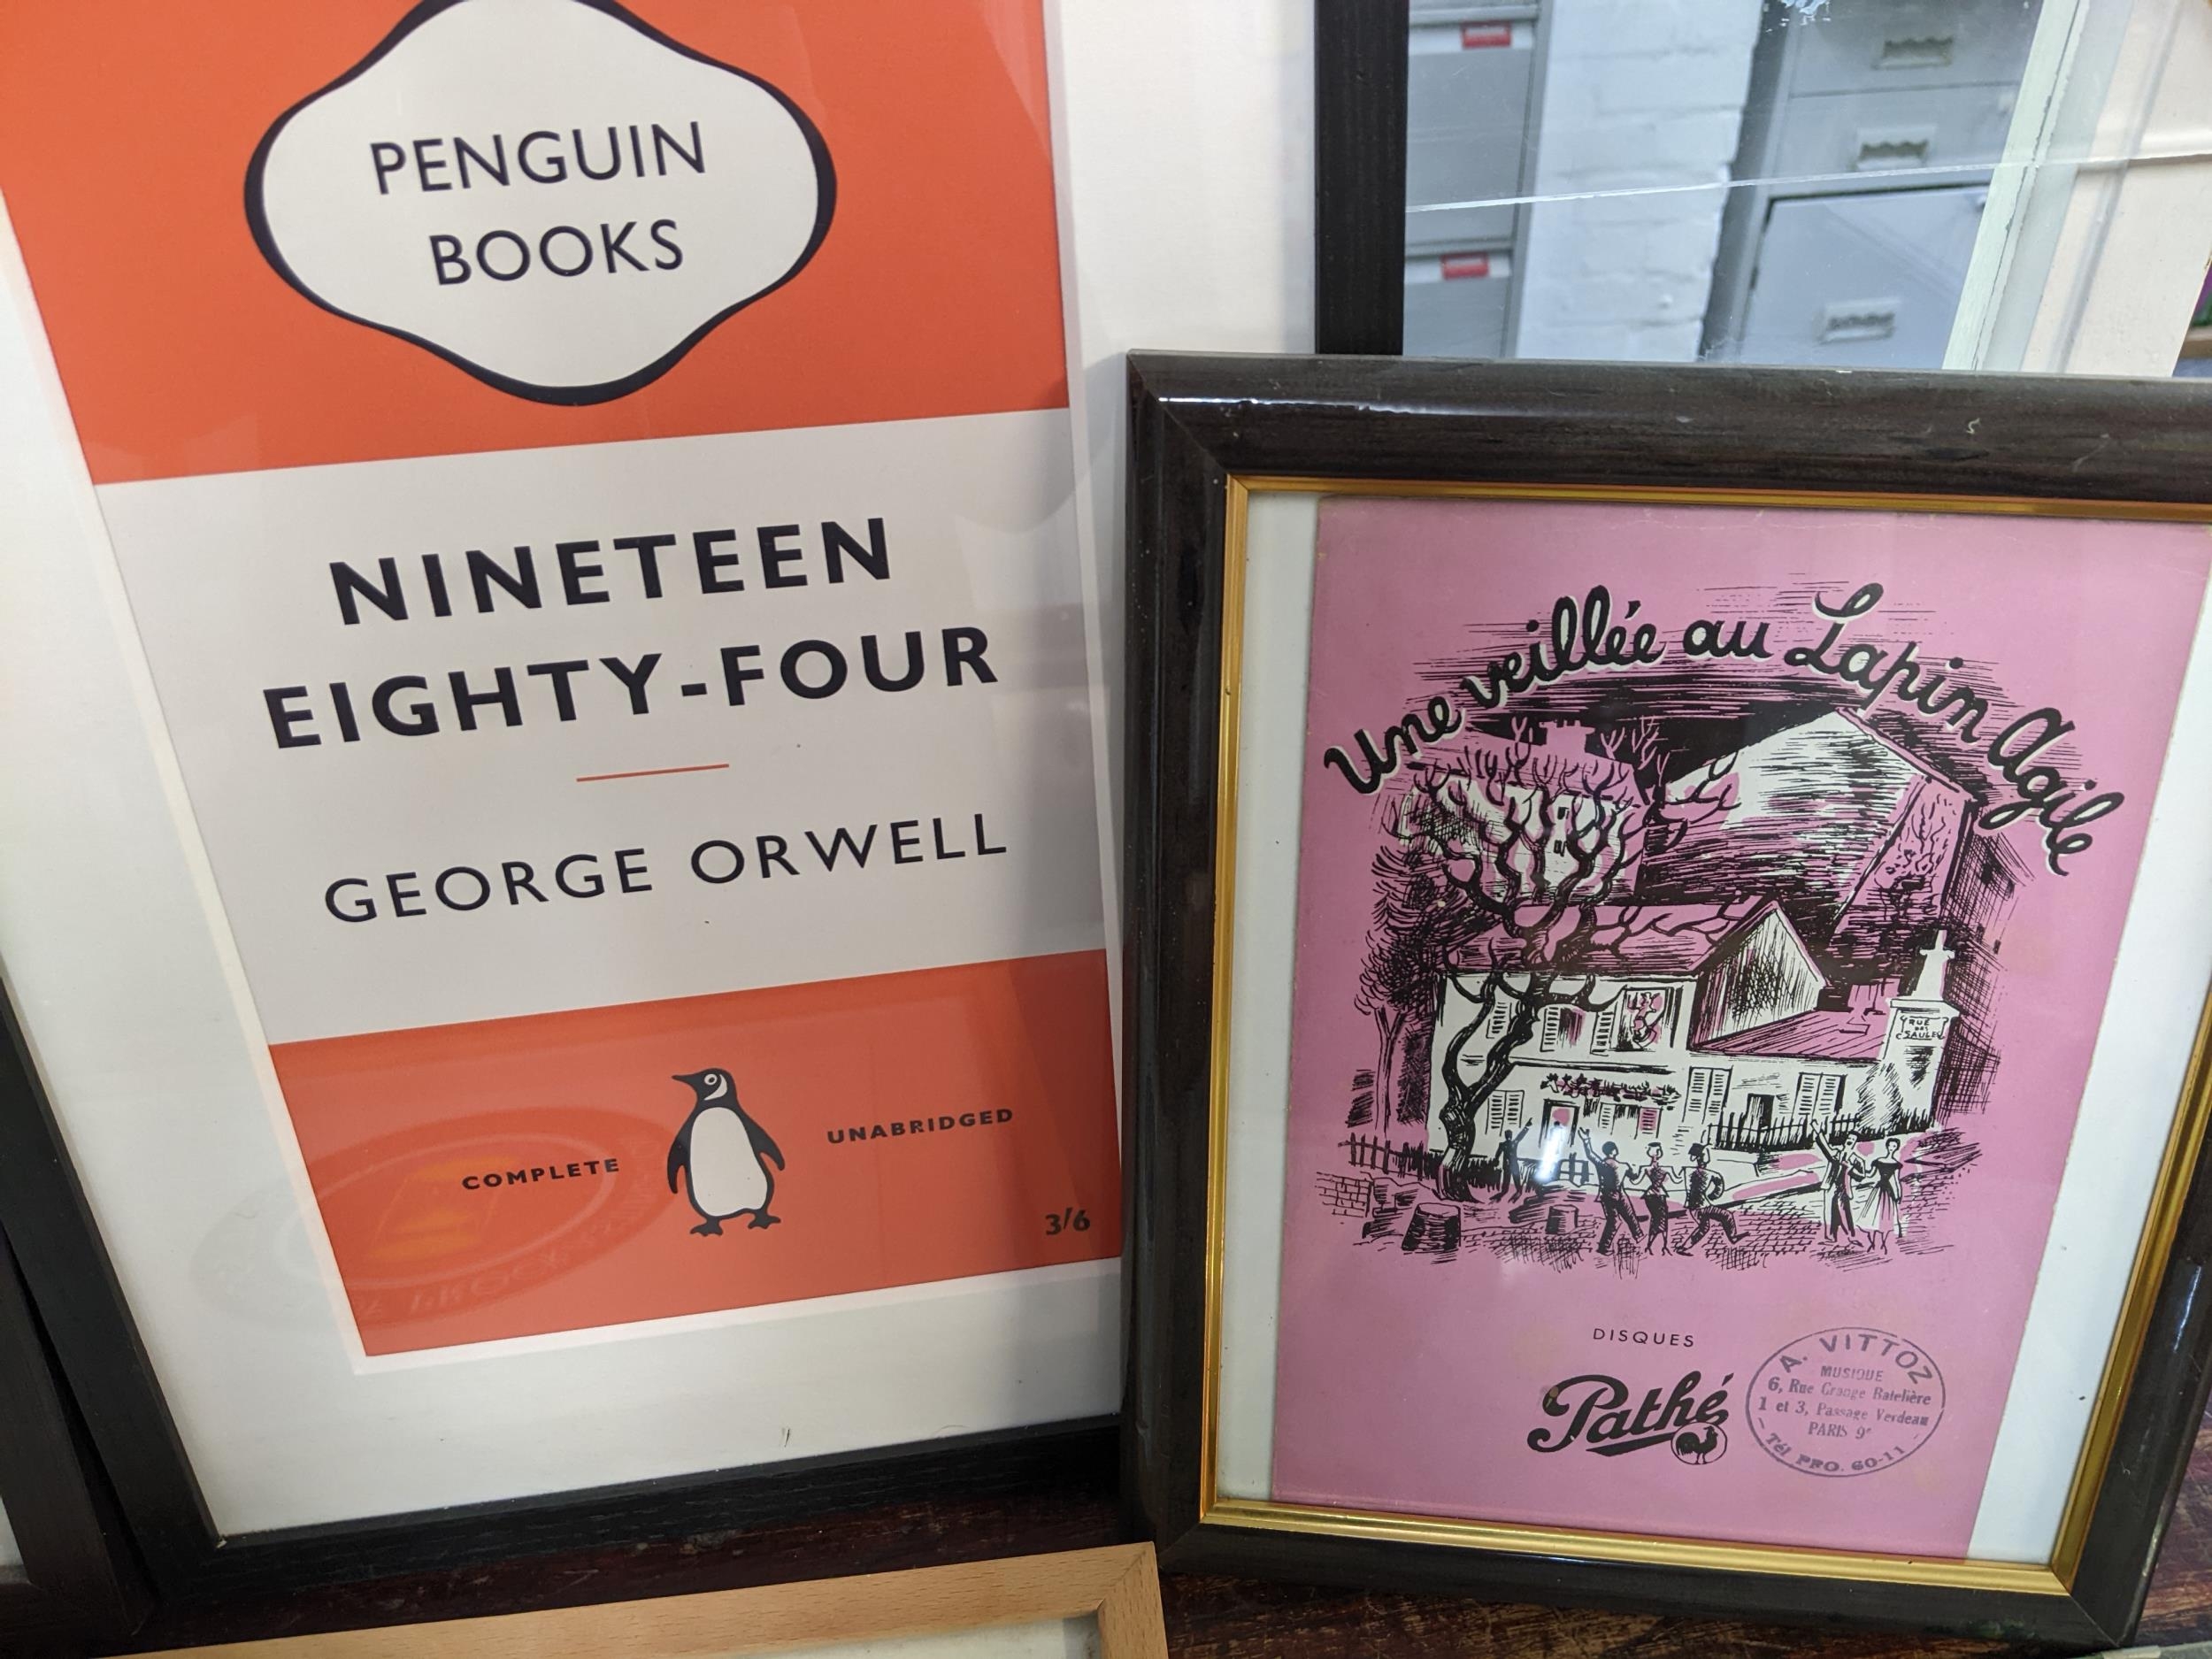 PENGUIN
BOOKS
NINETEEN
EIGHTY-FOUR
GEORGE ORWELL
COMPLETE
UNABRIDGED
3/6
Une veillée au Lapin Agile
RUE
DES
SAULES
DISQUES
Pathé
A. VITTOZ
MUSIQUE
6, Rue Grange Batelière
1 et 3, Passage Verdeau
PARIS 9e
Tél PRO. 60-11